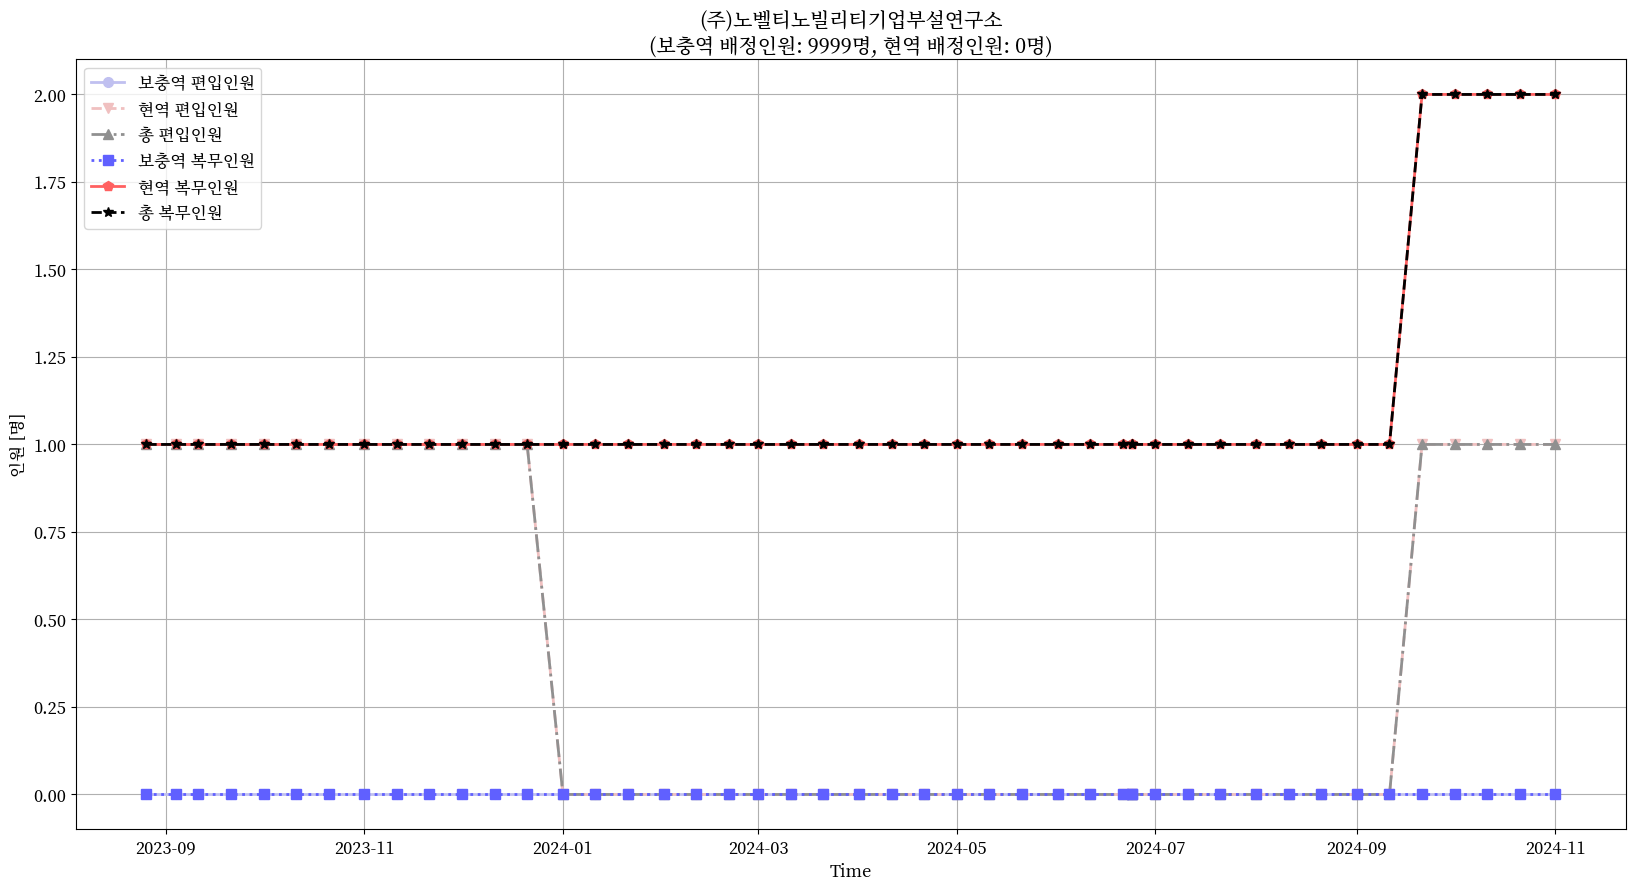 (주)노벨티노빌리티기업부설연구소
(보충역 배정인원: 9999명, 현역 배정인원: 0명)
보충역 편입인원
현역 편입인원
총 편입인원
보충역 복무인원
현역 복무인원
총 복무인원
2.00
1.75
1.50
1.25
1.00
0.75
0.50
0.25
0.00
인원 [명]
2023-09 2023-11 2024-01 2024-03 2024-05 2024-07 2024-09 2024-11
Time